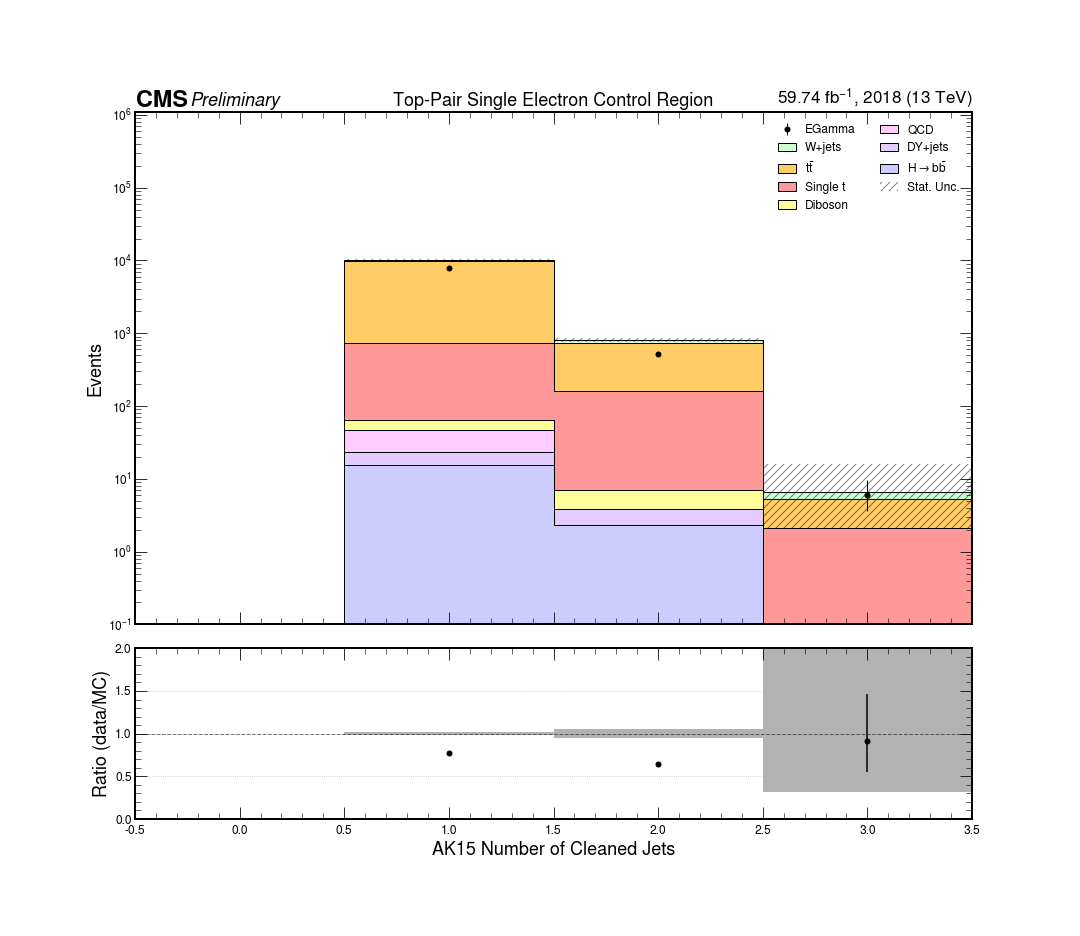 CMS Preliminary
Top-Pair Single Electron Control Region
59.74 fb⁻¹, 2018 (13 TeV)
10⁶
10⁵
10⁴
10³
10²
10¹
10⁰
10⁻¹
Events
EGamma
W+jets
tt̄
Single t
Diboson
QCD
DY+jets
H→bb̄
Stat. Unc.
2.0
1.5
1.0
0.5
0.0
Ratio (data/MC)
-0.5 0.0 0.5 1.0 1.5 2.0 2.5 3.0 3.5
AK15 Number of Cleaned Jets